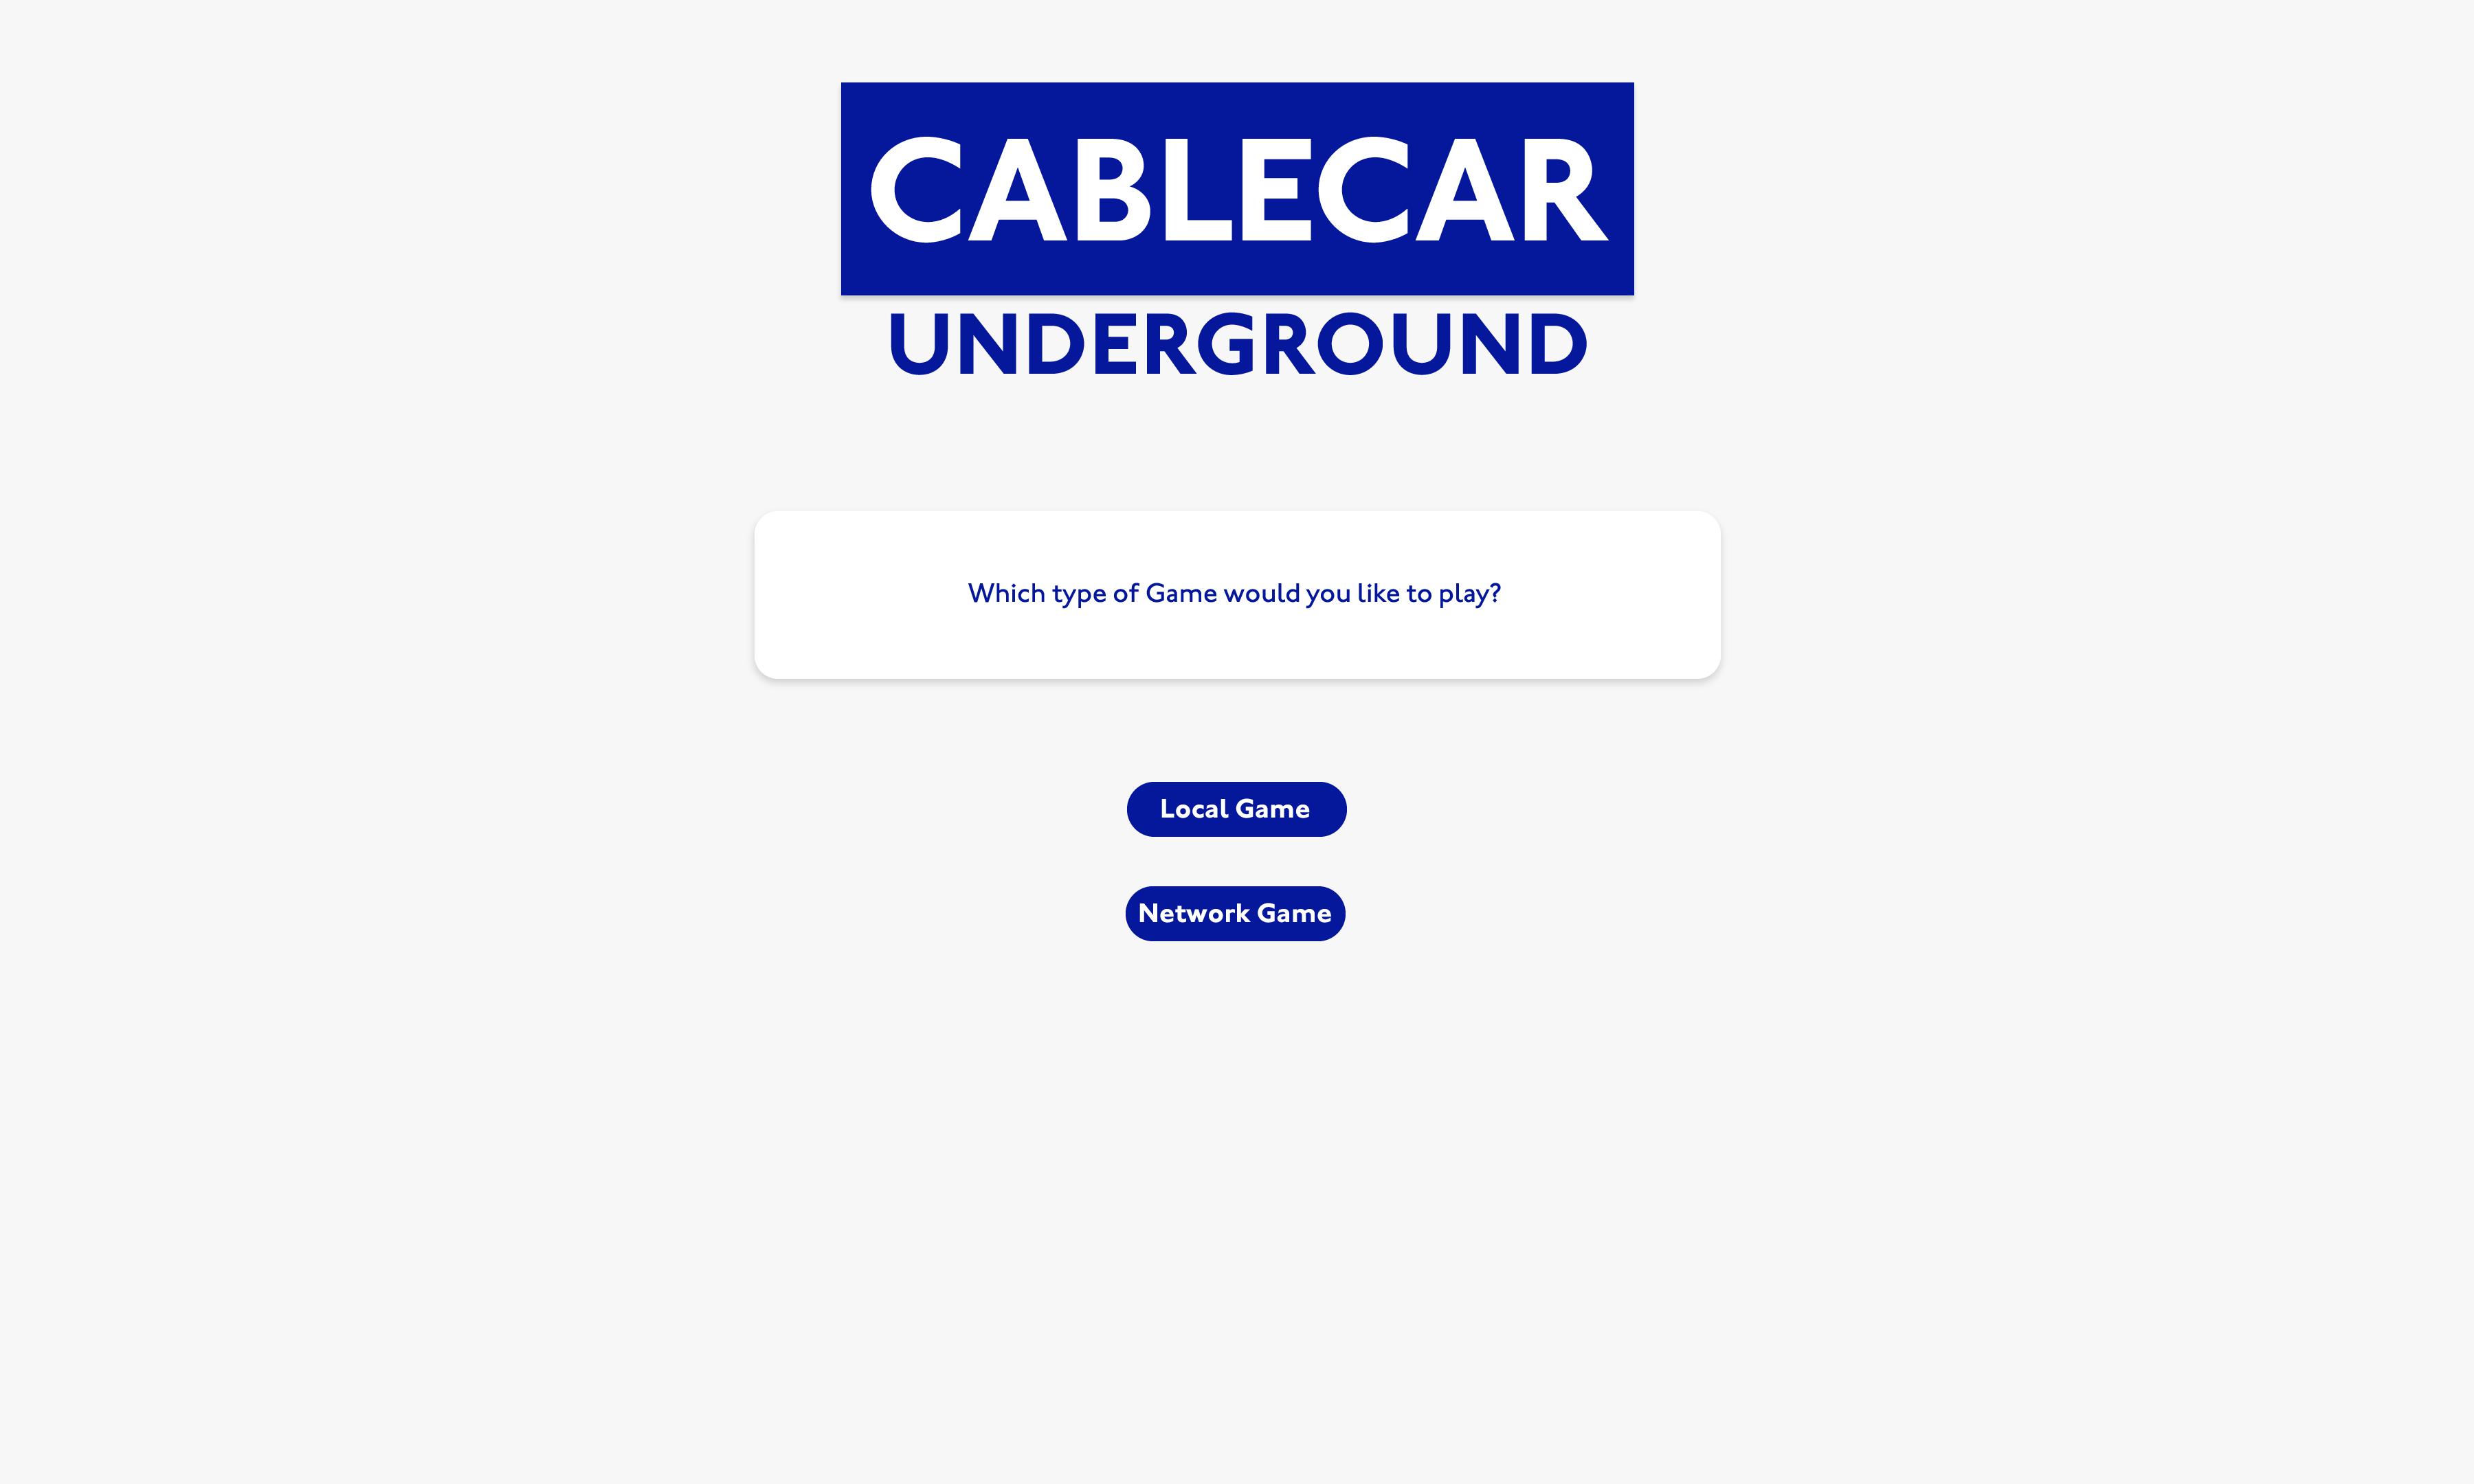 CABLECAR
UNDERGROUND
Which type of Game would you like to play?
Local Game
Network Game